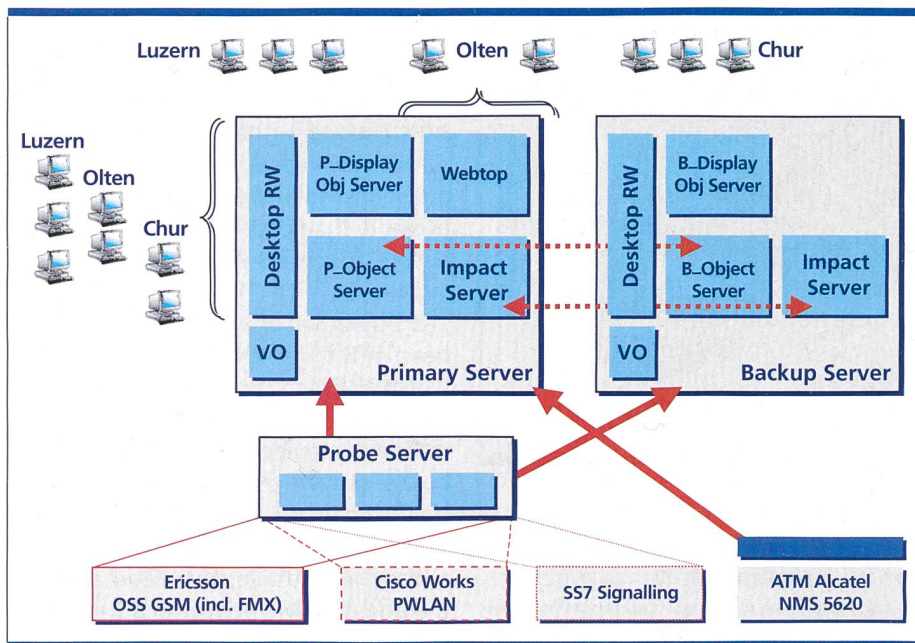 Luzern
Olten
Chur
Luzern
Olten
Chur
Desktop RW
P_Display
Obj Server
Webtop
P_Object
Server
Impact
Server
VO
Primary Server
Desktop RW
B_Display
Obj Server
B_Object
Server
Impact
Server
VO
Backup Server
Probe Server
Ericsson
OSS GSM (incl. FMX)
Cisco Works
PWLAN
SS7 Signalling
ATM Alcatel
NMS 5620